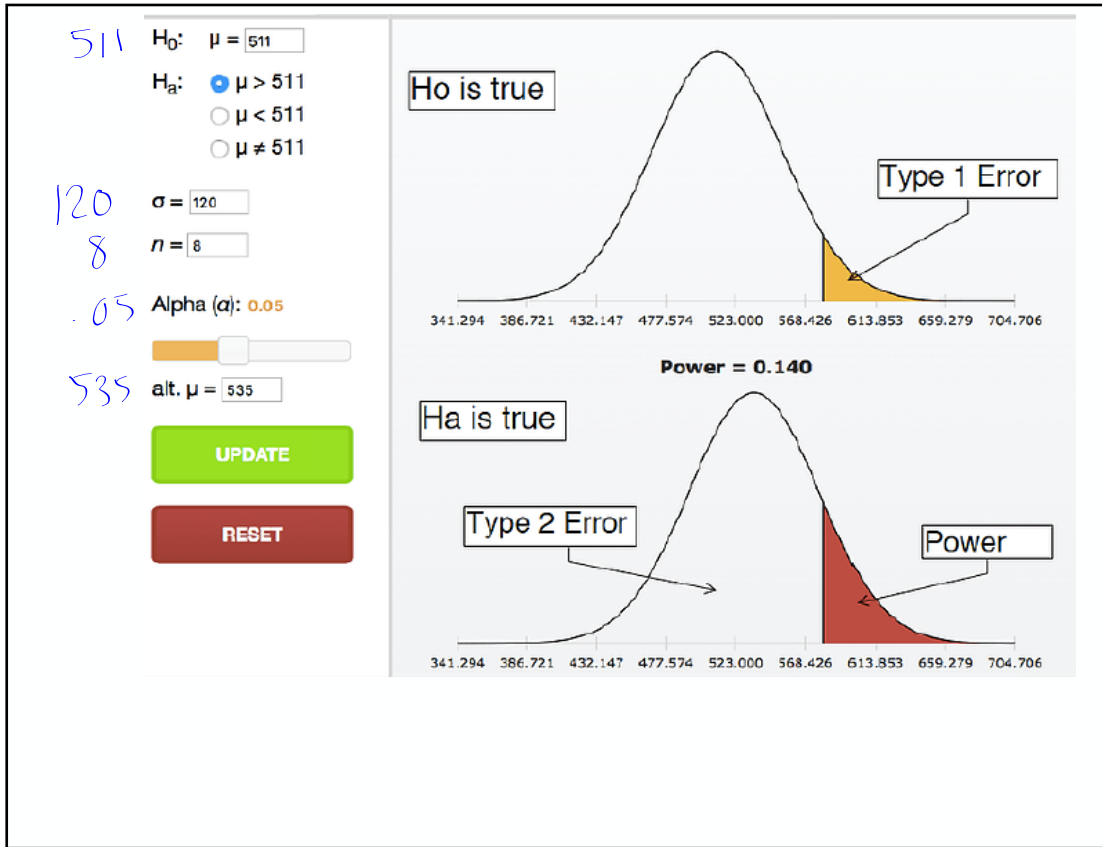 511 H₀: μ = 511
Hₐ: μ > 511
μ < 511
μ ≠ 511
120 σ = 120
8 n = 8
.05 Alpha (α): 0.05
535 alt. μ = 535
UPDATE
RESET
Ho is true
Type 1 Error
341.294 386.721 432.147 477.574 523.000 568.426 613.853 659.279 704.706
Power = 0.140
Ha is true
Type 2 Error
Power
341.294 386.721 432.147 477.574 523.000 568.426 613.853 659.279 704.706